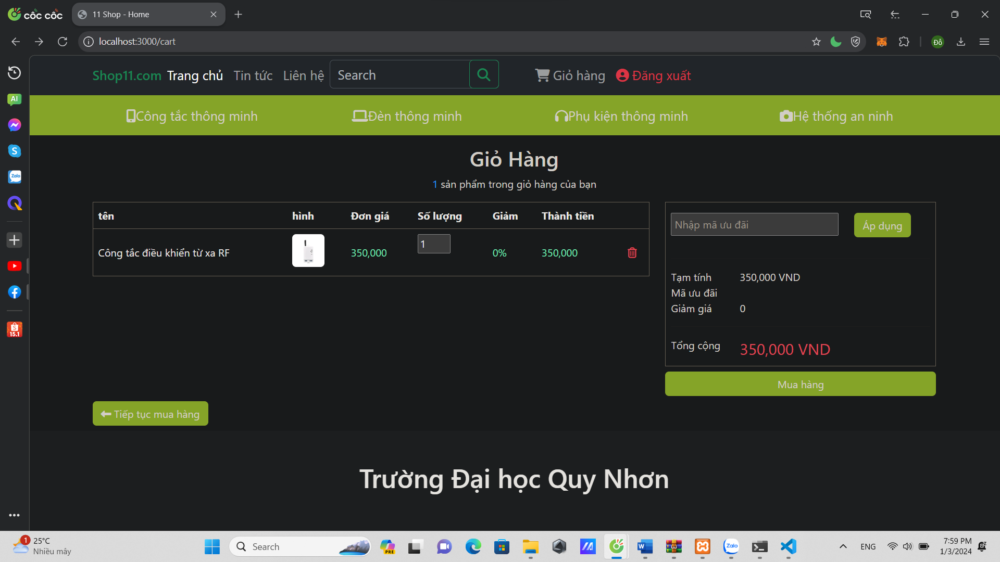 cốc cốc
11 Shop - Home
localhost:3000/cart
Đỗ
AI
Zalo
15.1
Shop11.com Trang chủ Tin tức Liên hệ Search Giỏ hàng Đăng xuất
Công tắc thông minh Đèn thông minh Phụ kiện thông minh Hệ thống an ninh
Giỏ Hàng
1 sản phẩm trong giỏ hàng của bạn
tên hình Đơn giá Số lượng Giảm Thành tiền
Công tắc điều khiển từ xa RF 350,000 1 0% 350,000
Nhập mã ưu đãi Áp dụng
Tạm tính 350,000 VND
Mã ưu đãi
Giảm giá 0
Tổng cộng 350,000 VND
Mua hàng
Tiếp tục mua hàng
Trường Đại học Quy Nhơn
1 25°C
Nhiều mây
Search
PRE
Zalo
ENG
7:59 PM
1/3/2024